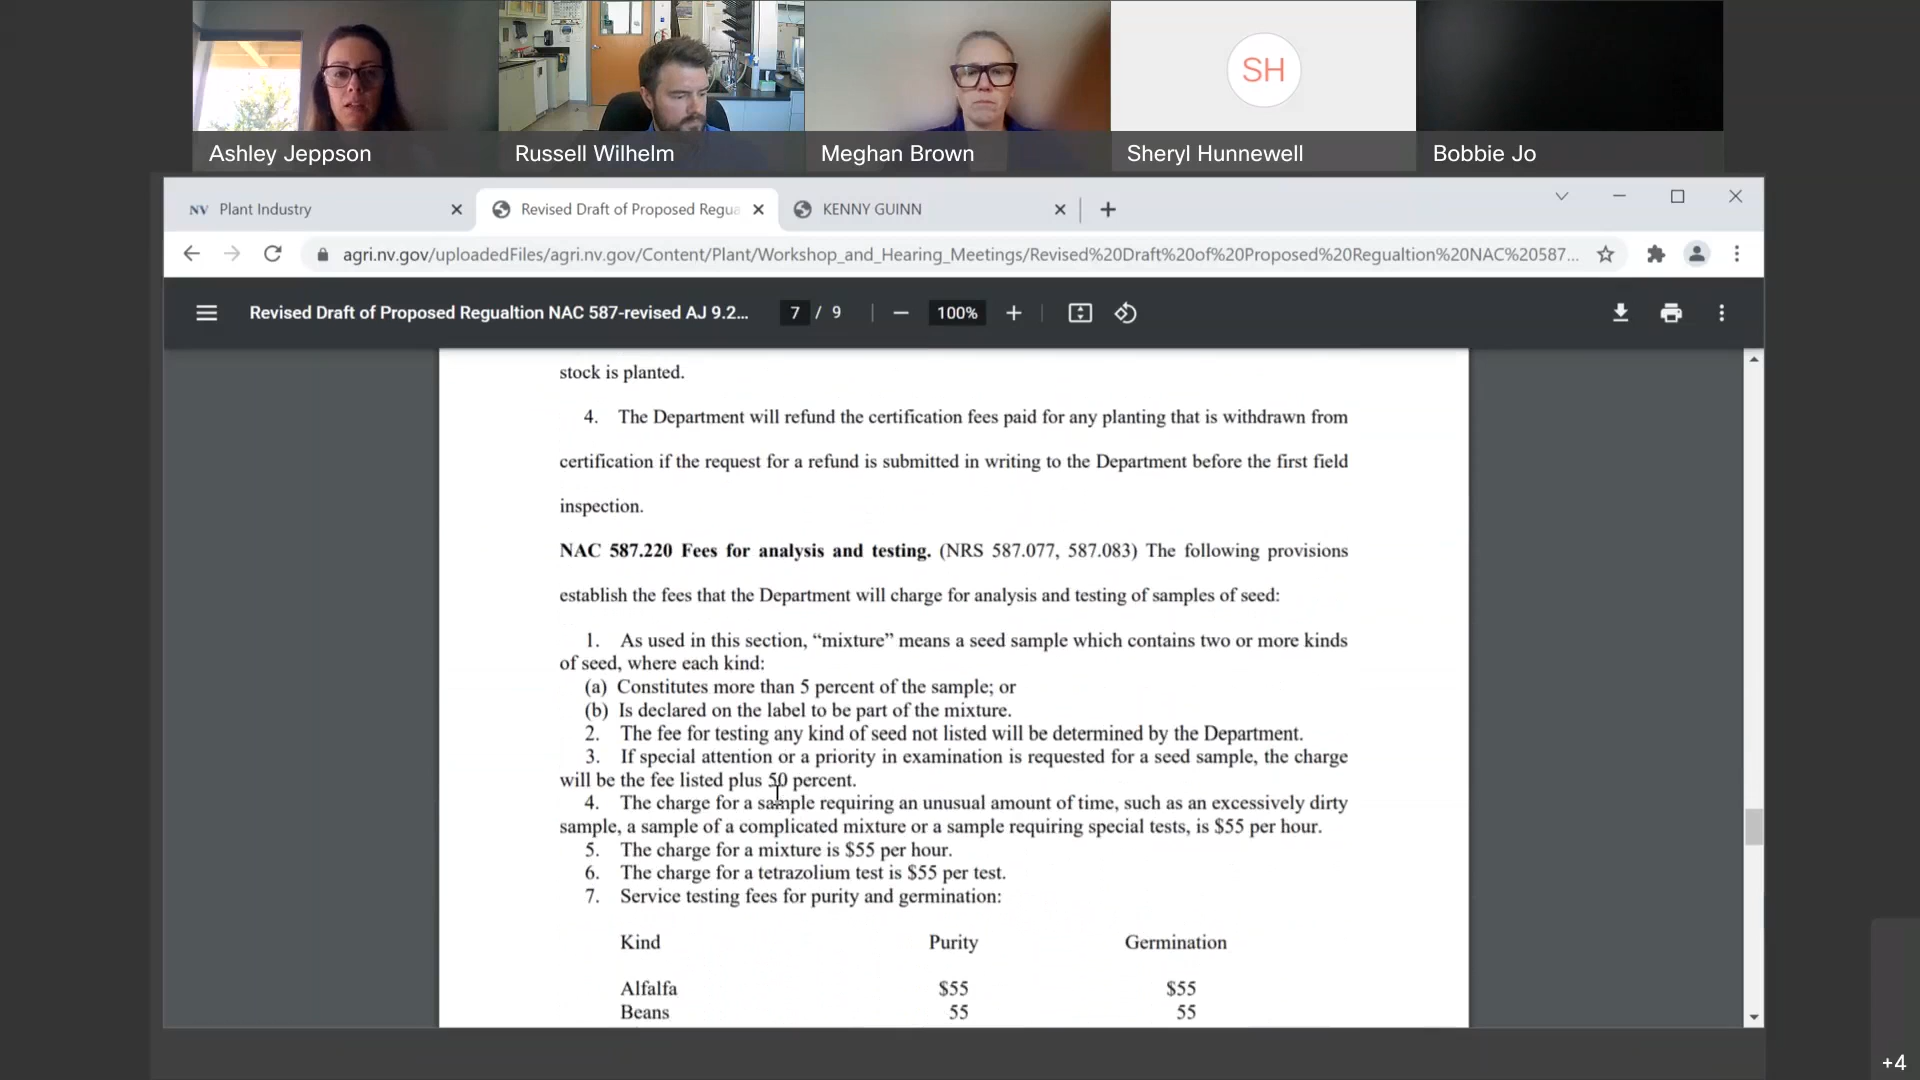 SH
Ashley Jeppson
Russell Wilhelm
Meghan Brown
Sheryl Hunnewell
Bobbie Jo
NV Plant Industry
Revised Draft of Proposed Regua
KENNY GUINN
agri.nv.gov/uploadedFiles/agri.nv.gov/Content/Plant/Workshop_and_Hearing_Meetings/Revised%20Draft%20of%20Proposed%20Regualtion%20NAC%20587...
Revised Draft of Proposed Regualtion NAC 587-revised AJ 9.2...
7 / 9
100%
stock is planted.
4. The Department will refund the certification fees paid for any planting that is withdrawn from
certification if the request for a refund is submitted in writing to the Department before the first field
inspection.
NAC 587.220 Fees for analysis and testing. (NRS 587.077, 587.083) The following provisions
establish the fees that the Department will charge for analysis and testing of samples of seed:
1. As used in this section, “mixture” means a seed sample which contains two or more kinds
of seed, where each kind:
(a) Constitutes more than 5 percent of the sample; or
(b) Is declared on the label to be part of the mixture.
2. The fee for testing any kind of seed not listed will be determined by the Department.
3. If special attention or a priority in examination is requested for a seed sample, the charge
will be the fee listed plus 50 percent.
4. The charge for a sample requiring an unusual amount of time, such as an excessively dirty
sample, a sample of a complicated mixture or a sample requiring special tests, is $55 per hour.
5. The charge for a mixture is $55 per hour.
6. The charge for a tetrazolium test is $55 per test.
7. Service testing fees for purity and germination:
Kind Purity Germination
Alfalfa $55 $55
Beans 55 55
+4